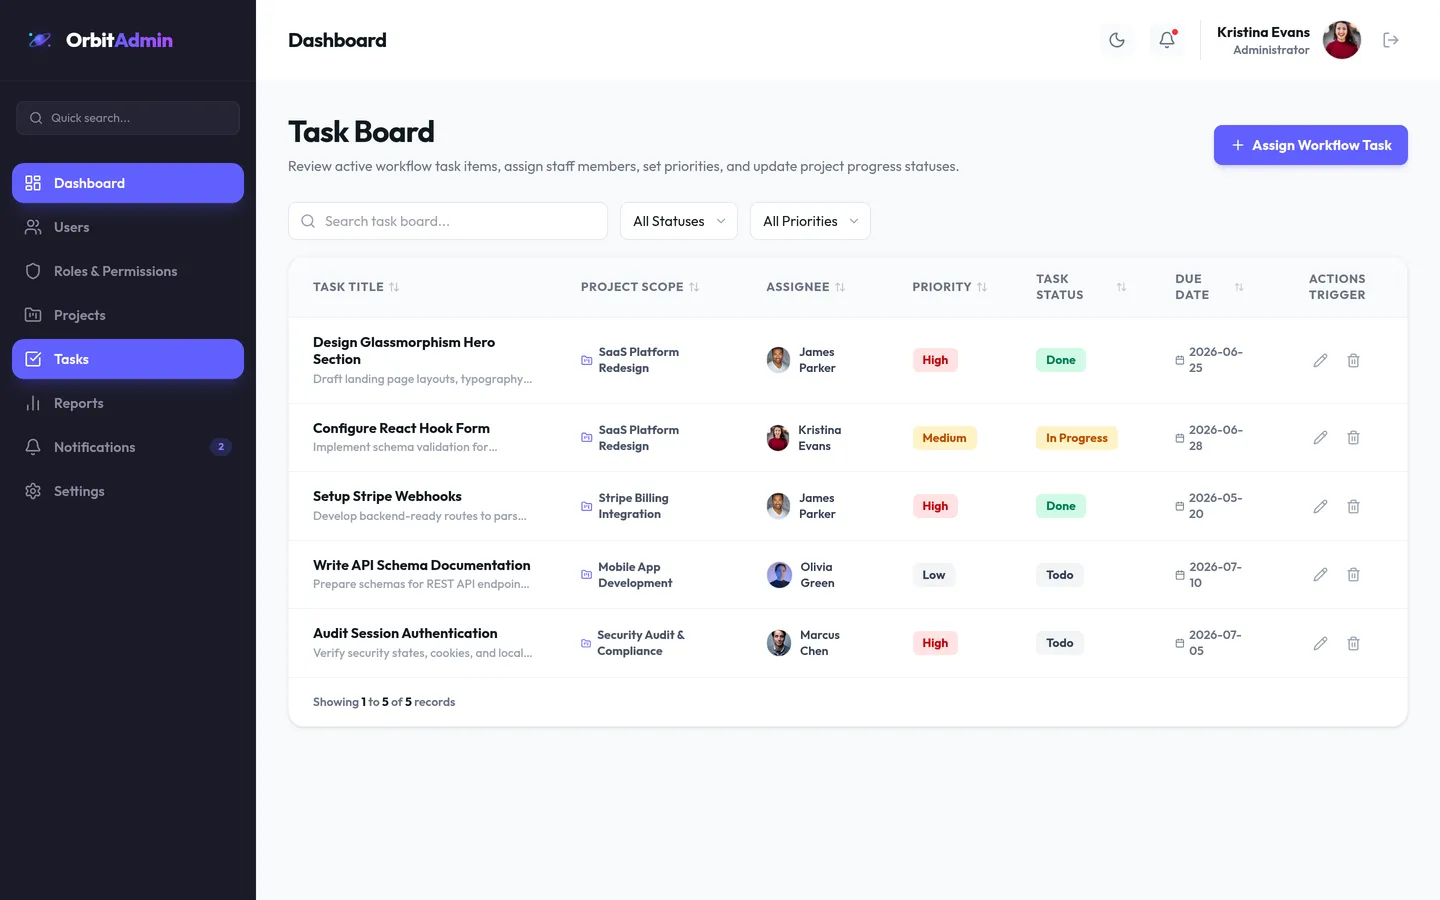 OrbitAdmin
Quick search...
Dashboard
Users
Roles & Permissions
Projects
Tasks
Reports
Notifications 2
Settings
Dashboard
Kristina Evans
Administrator
Task Board
Review active workflow task items, assign staff members, set priorities, and update project progress statuses.
+ Assign Workflow Task
Search task board...
All Statuses
All Priorities
TASK TITLE
PROJECT SCOPE
ASSIGNEE
PRIORITY
TASK
STATUS
DUE
DATE
ACTIONS
TRIGGER
Design Glassmorphism Hero
Section
Draft landing page layouts, typography...
SaaS Platform
Redesign
James
Parker
High
Done
2026-06-
25
Configure React Hook Form
Implement schema validation for...
SaaS Platform
Redesign
Kristina
Evans
Medium
In Progress
2026-06-
28
Setup Stripe Webhooks
Develop backend-ready routes to pars...
Stripe Billing
Integration
James
Parker
High
Done
2026-05-
20
Write API Schema Documentation
Prepare schemas for REST API endpoin...
Mobile App
Development
Olivia
Green
Low
Todo
2026-07-
10
Audit Session Authentication
Verify security states, cookies, and local...
Security Audit &
Compliance
Marcus
Chen
High
Todo
2026-07-
05
Showing 1 to 5 of 5 records